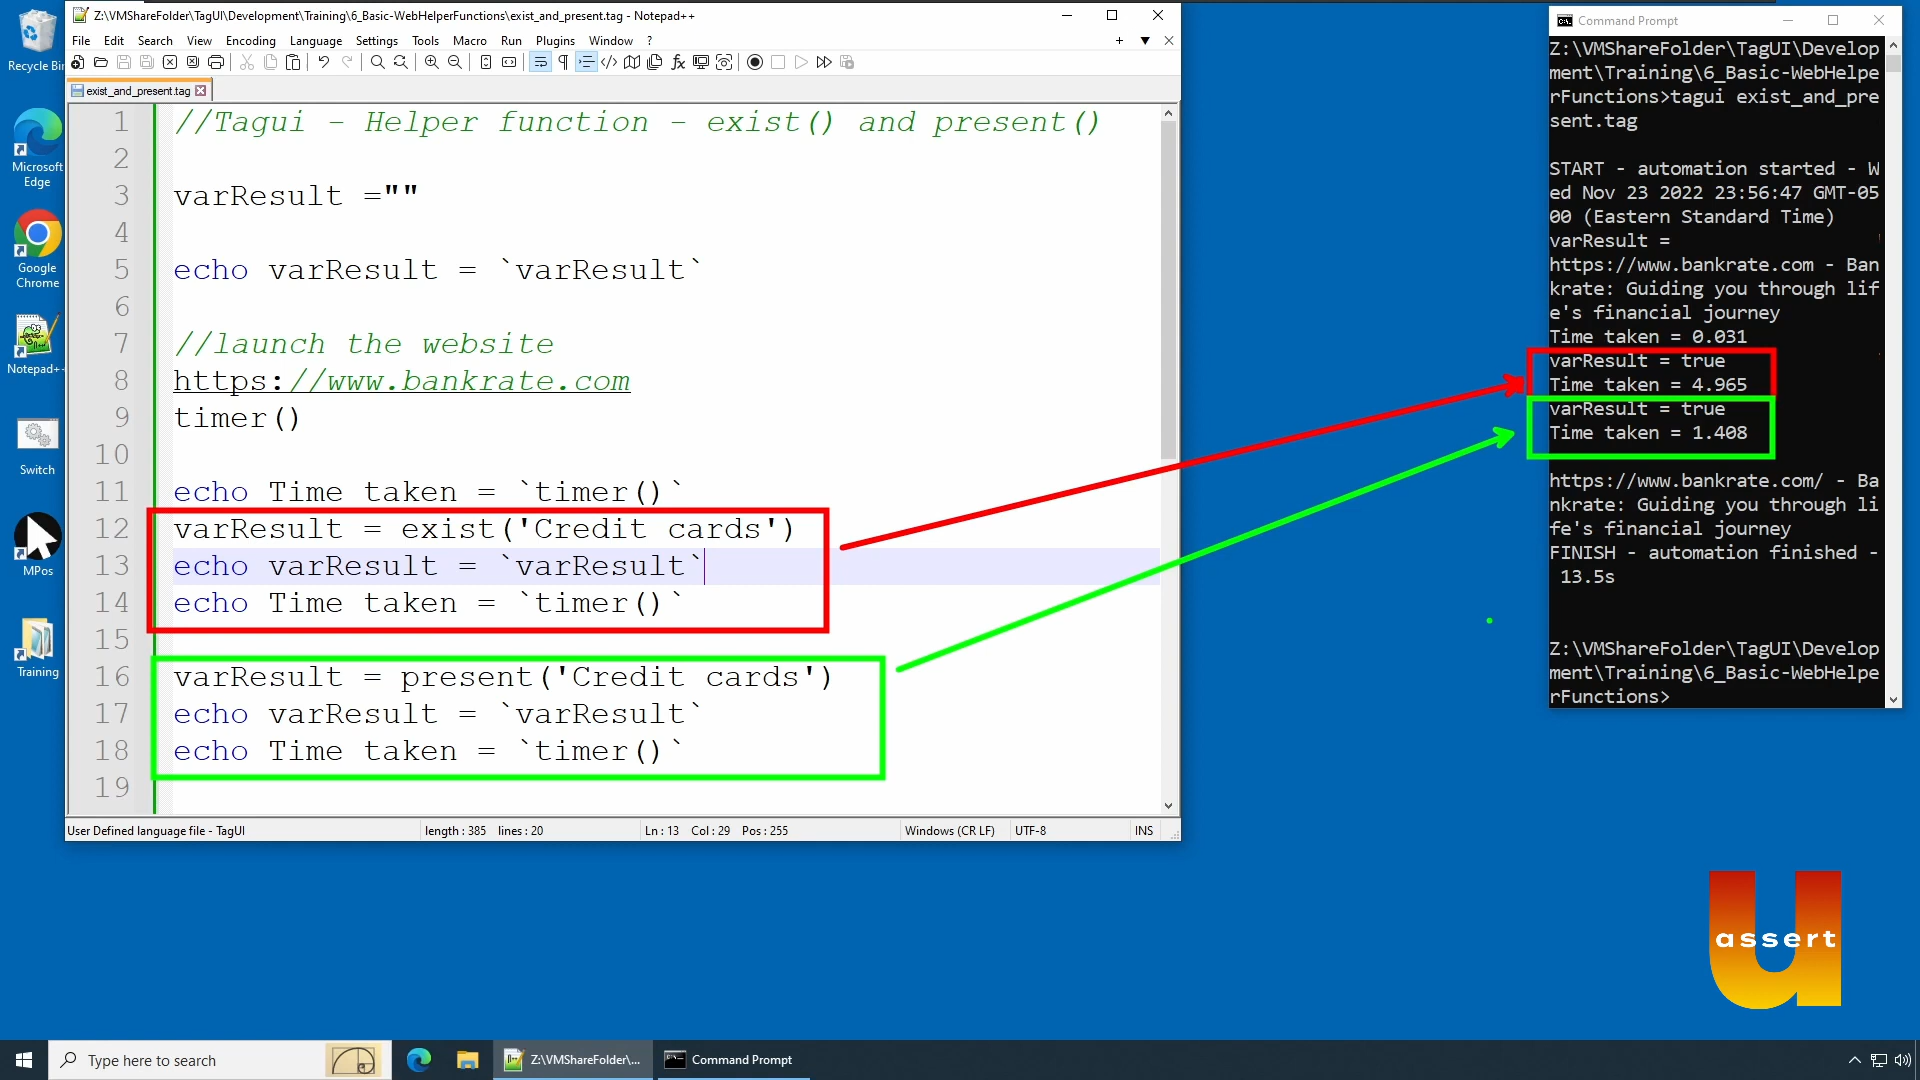 Recycle Bin
Microsoft
Edge
Google
Chrome
Notepad++
Switch
MPos
Training
Z:\VMShareFolder\TagUI\Development\Training\6_Basic-WebHelperFunctions\exist_and_present.tag - Notepad++
File Edit Search View Encoding Language Settings Tools Macro Run Plugins Window ?
exist_and_present.tag
1 //Tagui - Helper function - exist() and present()
2
3 varResult =""
4
5 echo varResult = `varResult`
6
7 //launch the website
8 https://www.bankrate.com
9 timer()
10
11 echo Time taken = `timer()`
12 varResult = exist('Credit cards')
13 echo varResult = `varResult`
14 echo Time taken = `timer()`
15
16 varResult = present('Credit cards')
17 echo varResult = `varResult`
18 echo Time taken = `timer()`
19
User Defined language file - TagUI length : 385 lines : 20 Ln : 13 Col : 29 Pos : 255 Windows (CR LF) UTF-8 INS
Command Prompt
Z:\VMShareFolder\TagUI\Develop
ment\Training\6_Basic-WebHelpe
rFunctions>tagui exist_and_pre
sent.tag
START - automation started - W
ed Nov 23 2022 23:56:47 GMT-05
00 (Eastern Standard Time)
varResult =
https://www.bankrate.com - Ban
krate: Guiding you through lif
e's financial journey
Time taken = 0.031
varResult = true
Time taken = 4.965
varResult = true
Time taken = 1.408
https://www.bankrate.com/ - Ba
nkrate: Guiding you through li
fe's financial journey
FINISH - automation finished -
13.5s
Z:\VMShareFolder\TagUI\Develop
ment\Training\6_Basic-WebHelpe
rFunctions>
u
assert
Type here to search
Z:\VMShareFolder\...
Command Prompt